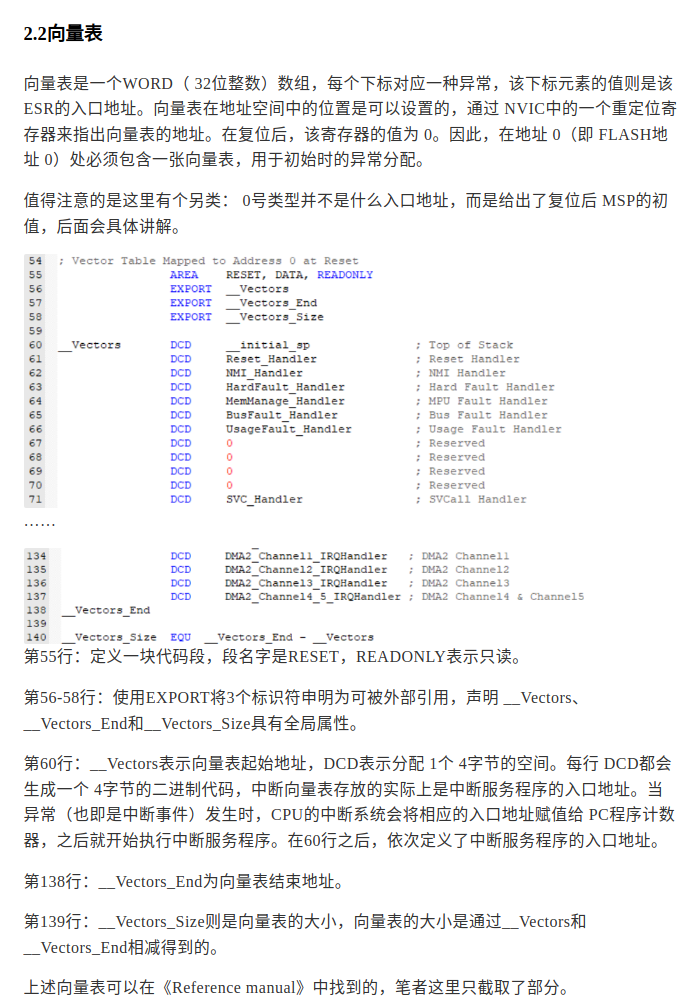 2.2向量表
向量表是一个WORD（ 32位整数）数组，每个下标对应一种异常，该下标元素的值则是该
ESR的入口地址。向量表在地址空间中的位置是可以设置的，通过 NVIC中的一个重定位寄
存器来指出向量表的地址。在复位后，该寄存器的值为 0。因此，在地址 0（即 FLASH地
址 0）处必须包含一张向量表，用于初始时的异常分配。
值得注意的是这里有个另类： 0号类型并不是什么入口地址，而是给出了复位后 MSP的初
值，后面会具体讲解。
54 ; Vector Table Mapped to Address 0 at Reset
55 AREA RESET, DATA, READONLY
56 EXPORT __Vectors
57 EXPORT __Vectors_End
58 EXPORT __Vectors_Size
59
60 __Vectors DCD __initial_sp ; Top of Stack
61 DCD Reset_Handler ; Reset Handler
62 DCD NMI_Handler ; NMI Handler
63 DCD HardFault_Handler ; Hard Fault Handler
64 DCD MemManage_Handler ; MPU Fault Handler
65 DCD BusFault_Handler ; Bus Fault Handler
66 DCD UsageFault_Handler ; Usage Fault Handler
67 DCD 0 ; Reserved
68 DCD 0 ; Reserved
69 DCD 0 ; Reserved
70 DCD 0 ; Reserved
71 DCD SVC_Handler ; SVCall Handler
……
134 DCD DMA2_Channel1_IRQHandler ; DMA2 Channel1
135 DCD DMA2_Channel2_IRQHandler ; DMA2 Channel2
136 DCD DMA2_Channel3_IRQHandler ; DMA2 Channel3
137 DCD DMA2_Channel4_5_IRQHandler ; DMA2 Channel4 & Channel5
138 __Vectors_End
139
140 __Vectors_Size EQU __Vectors_End - __Vectors
第55行：定义一块代码段，段名字是RESET，READONLY表示只读。
第56-58行：使用EXPORT将3个标识符申明为可被外部引用，声明 __Vectors、
__Vectors_End和__Vectors_Size具有全局属性。
第60行：__Vectors表示向量表起始地址，DCD表示分配 1个 4字节的空间。每行 DCD都会
生成一个 4字节的二进制代码，中断向量表存放的实际上是中断服务程序的入口地址。当
异常（也即是中断事件）发生时，CPU的中断系统会将相应的入口地址赋值给 PC程序计数
器，之后就开始执行中断服务程序。在60行之后，依次定义了中断服务程序的入口地址。
第138行：__Vectors_End为向量表结束地址。
第139行：__Vectors_Size则是向量表的大小，向量表的大小是通过__Vectors和
__Vectors_End相减得到的。
上述向量表可以在《Reference manual》中找到的，笔者这里只截取了部分。